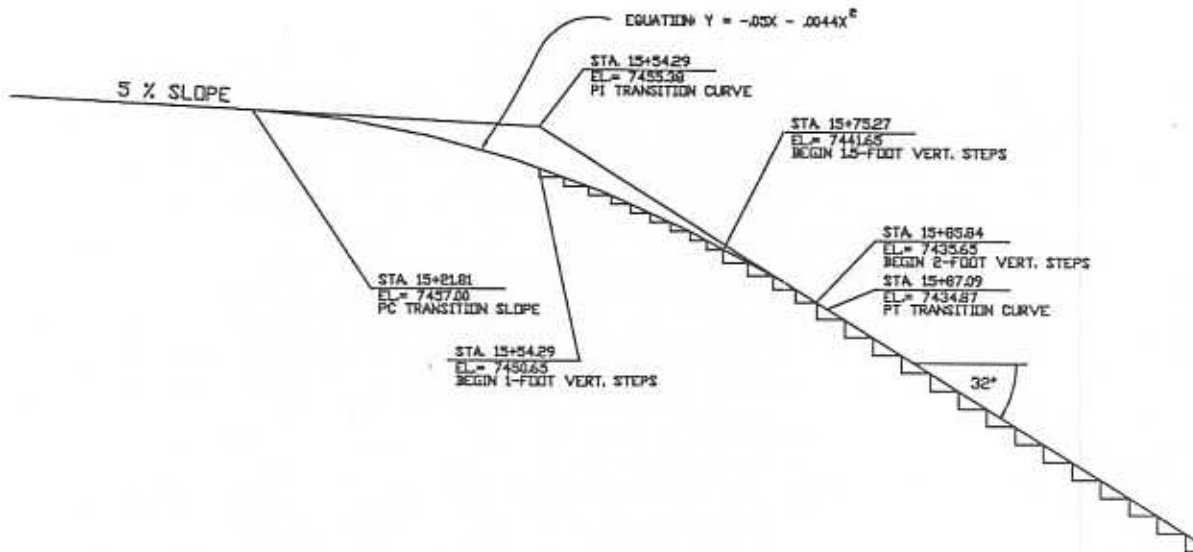 EQUATION: Y = -.05X - .0044X²
STA. 15+54.29
EL.= 7455.38
PI TRANSITION CURVE
5 % SLOPE
STA. 15+75.27
EL.= 7441.65
BEGIN 1.5-FOOT VERT. STEPS
STA. 15+85.84
EL.= 7435.65
BEGIN 2-FOOT VERT. STEPS
STA. 15+87.09
EL.= 7434.87
PT TRANSITION CURVE
STA. 15+21.81
EL.= 7457.00
PC TRANSITION SLOPE
STA. 15+54.29
EL.= 7450.65
BEGIN 1-FOOT VERT. STEPS
32°